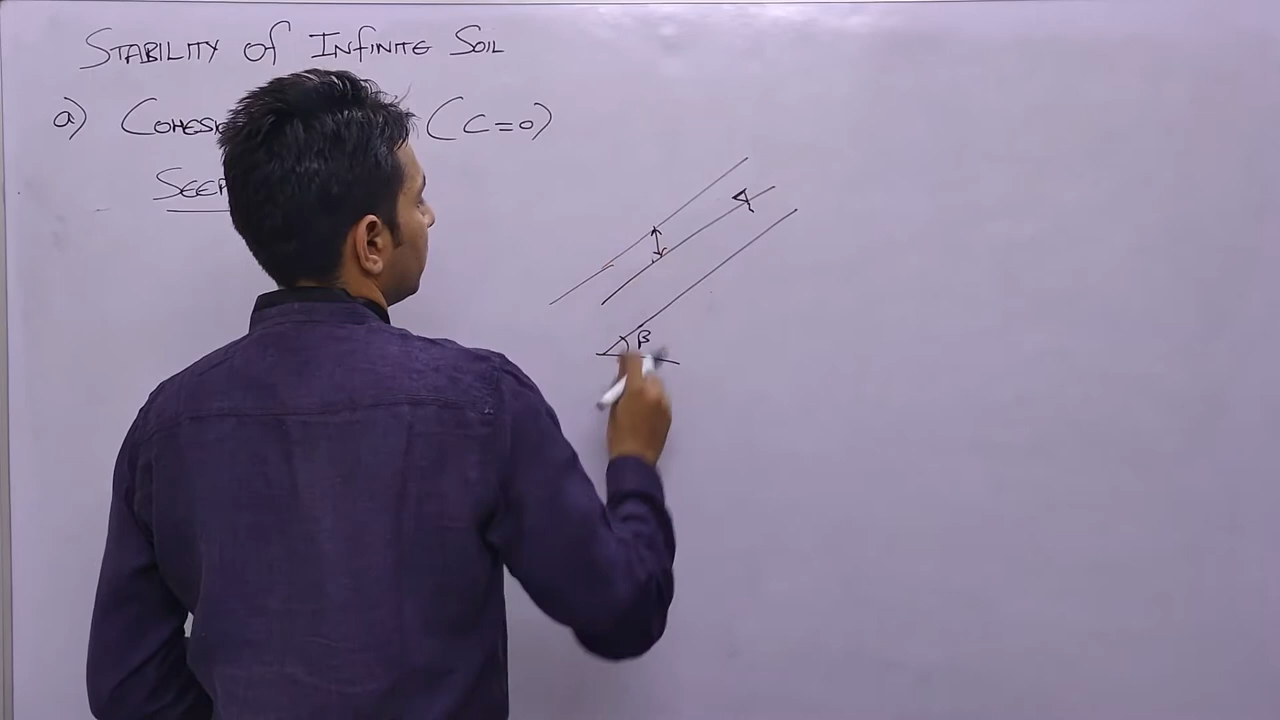 STABILITY of INFINITE SOIL
a) (C=0)
β